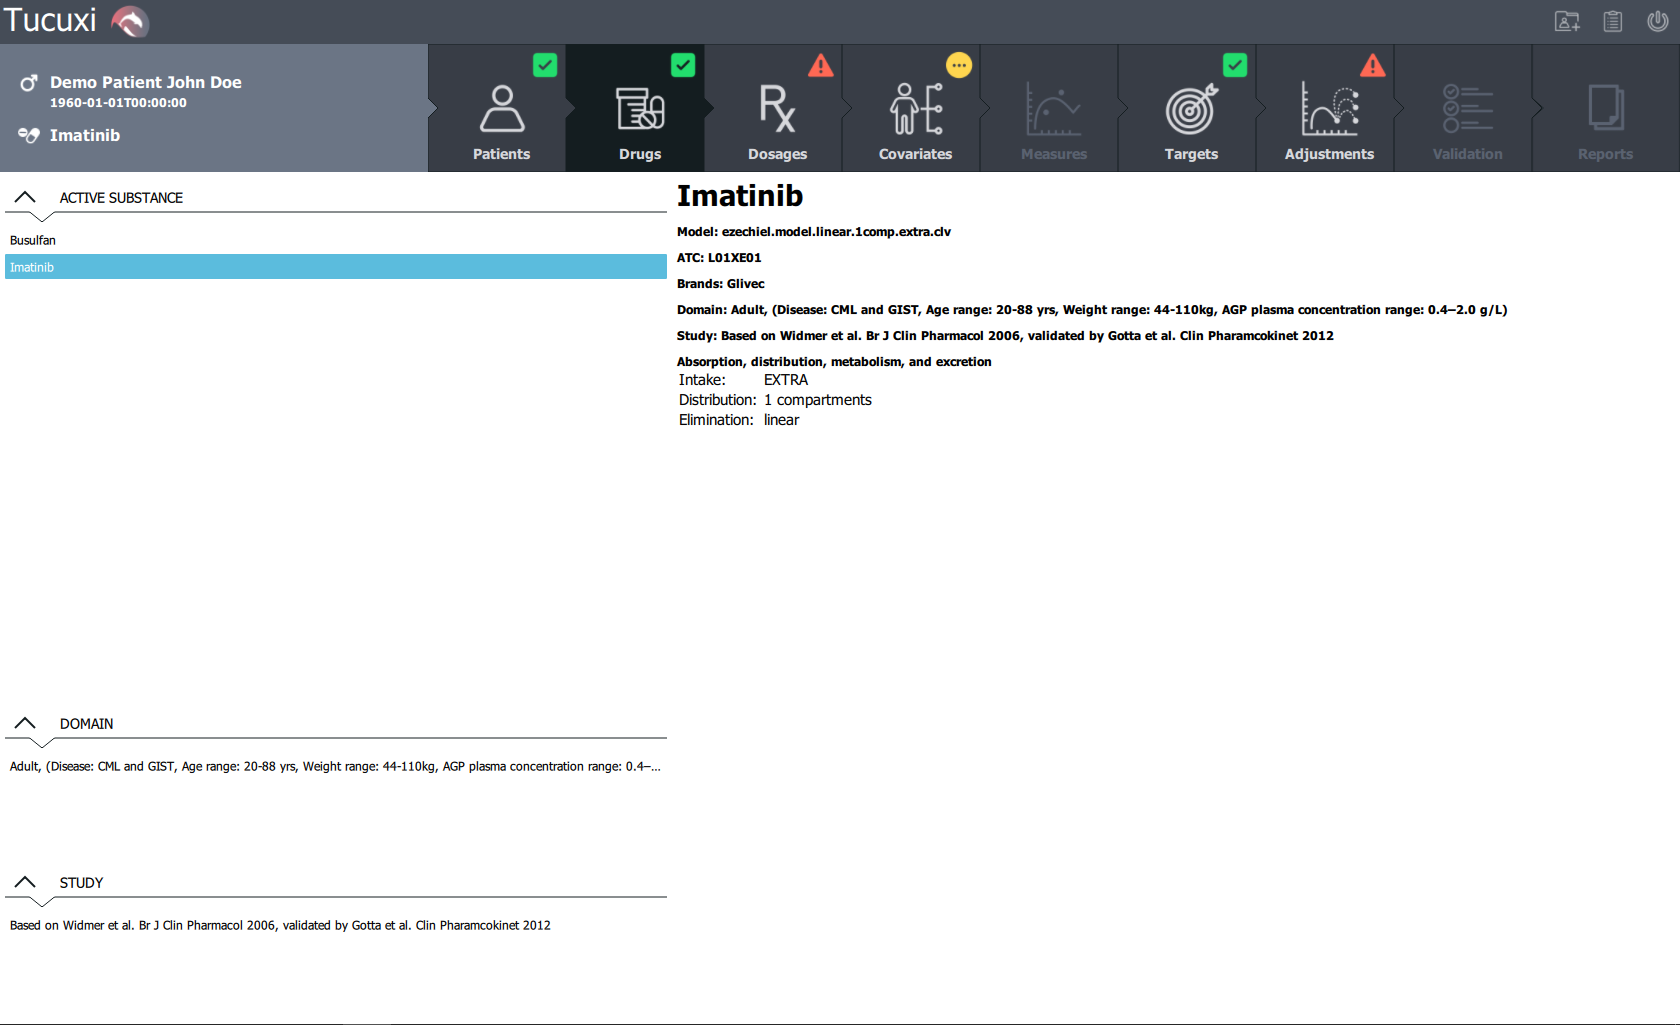 Tucuxi
Demo Patient John Doe
1960-01-01T00:00:00
Imatinib
Patients
Drugs
Dosages
Covariates
Measures
Targets
Adjustments
Validation
Reports
ACTIVE SUBSTANCE
Busulfan
Imatinib
DOMAIN
Adult, (Disease: CML and GIST, Age range: 20-88 yrs, Weight range: 44-110kg, AGP plasma concentration range: 0.4–...
STUDY
Based on Widmer et al. Br J Clin Pharmacol 2006, validated by Gotta et al. Clin Pharamcokinet 2012
Imatinib
Model: ezechiel.model.linear.1comp.extra.clv
ATC: L01XE01
Brands: Glivec
Domain: Adult, (Disease: CML and GIST, Age range: 20-88 yrs, Weight range: 44-110kg, AGP plasma concentration range: 0.4–2.0 g/L)
Study: Based on Widmer et al. Br J Clin Pharmacol 2006, validated by Gotta et al. Clin Pharamcokinet 2012
Absorption, distribution, metabolism, and excretion
Intake: EXTRA
Distribution: 1 compartments
Elimination: linear